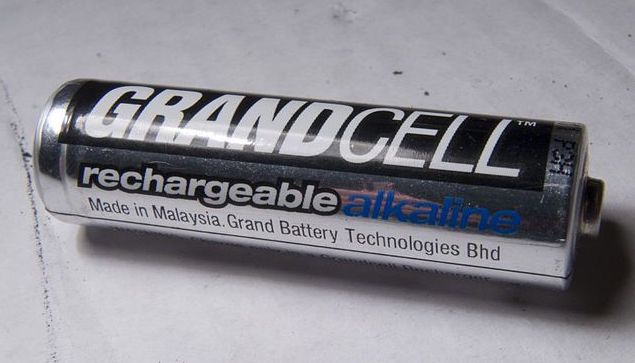 GRANDCELL™
rechargeable alkaline
Made in Malaysia. Grand Battery Technologies Bhd